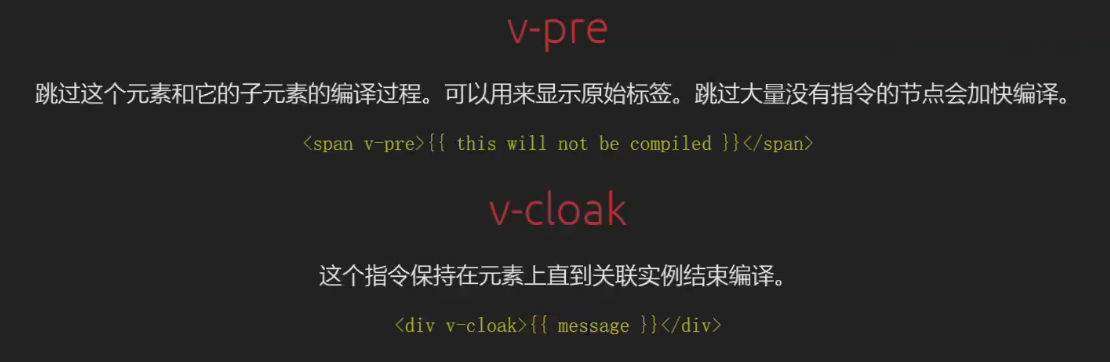 v-pre
跳过这个元素和它的子元素的编译过程。可以用来显示原始标签。跳过大量没有指令的节点会加快编译。
<span v-pre>{{ this will not be compiled }}</span>
v-cloak
这个指令保持在元素上直到关联实例结束编译。
<div v-cloak>{{ message }}</div>